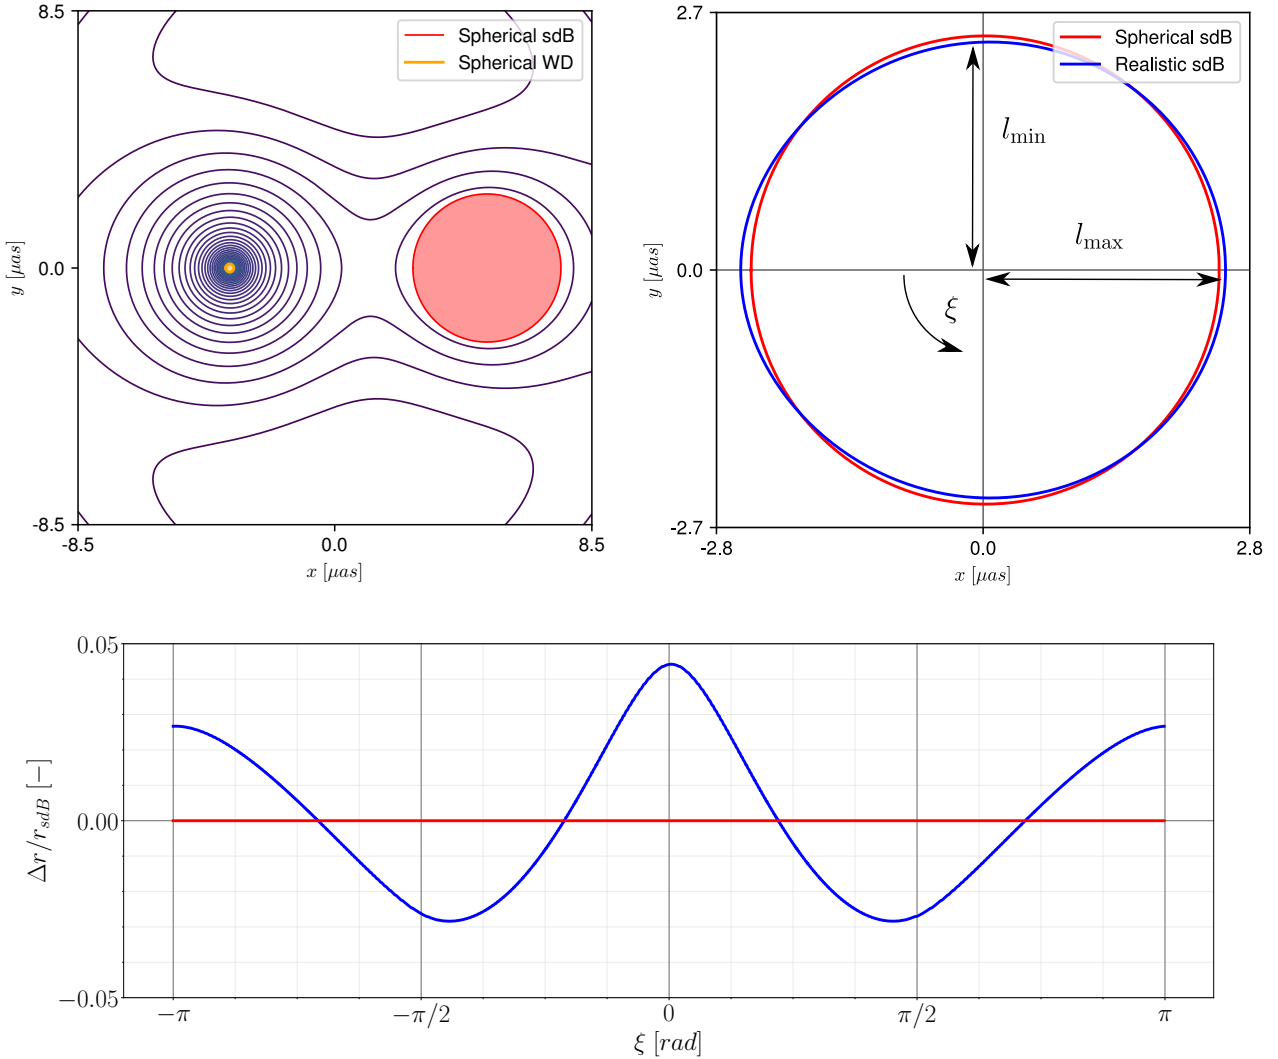 8.5
Spherical sdB
Spherical WD
y [μas]
0.0
-8.5
-8.5
0.0
8.5
x [μas]
2.7
Spherical sdB
Realistic sdB
l_min
l_max
y [μas]
0.0
ξ
-2.7
-2.8
0.0
2.8
x [μas]
0.05
Δr/r_sdB [−]
0.00
−0.05
−π
−π/2
0
π/2
π
ξ [rad]